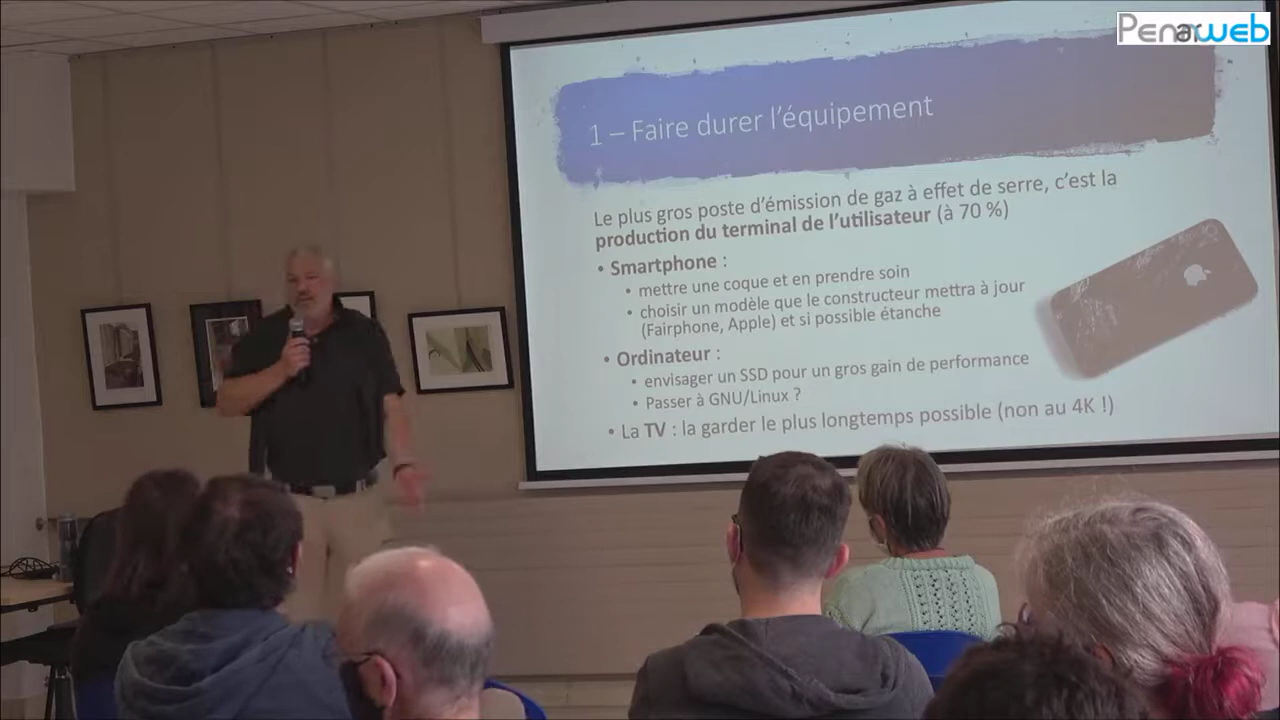 Penarweb
1 – Faire durer l'équipement
Le plus gros poste d'émission de gaz à effet de serre, c'est la
production du terminal de l'utilisateur (à 70 %)
• Smartphone :
• mettre une coque et en prendre soin
• choisir un modèle que le constructeur mettra à jour
(Fairphone, Apple) et si possible étanche
• Ordinateur :
• envisager un SSD pour un gros gain de performance
• Passer à GNU/Linux ?
• La TV : la garder le plus longtemps possible (non au 4K !)